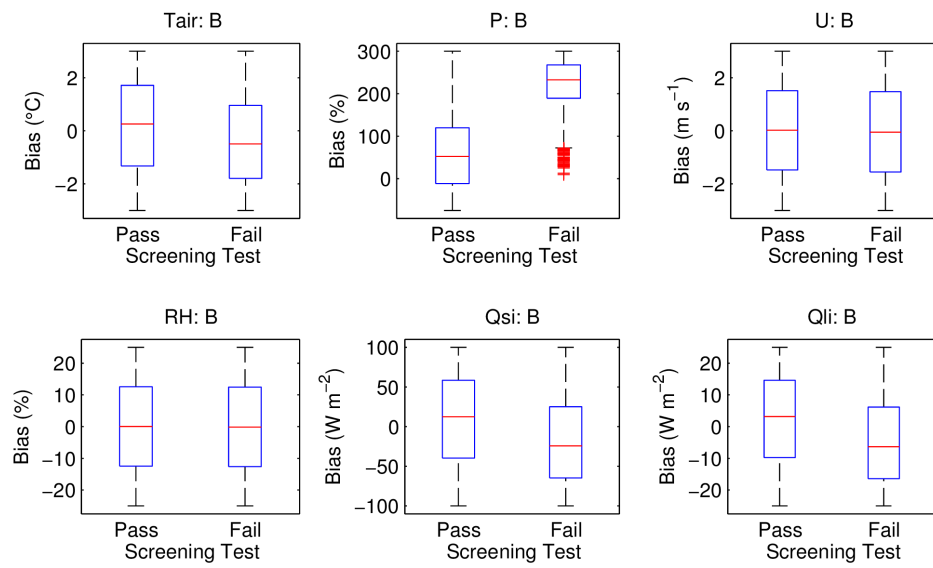 Tair: B
Bias (°C)
2
0
−2
Pass Fail
Screening Test
P: B
Bias (%)
300
200
100
0
Pass Fail
Screening Test
U: B
Bias (m s⁻¹)
2
0
−2
Pass Fail
Screening Test
RH: B
Bias (%)
20
10
0
−10
−20
Pass Fail
Screening Test
Qsi: B
Bias (W m⁻²)
100
50
0
−50
−100
Pass Fail
Screening Test
Qli: B
Bias (W m⁻²)
20
10
0
−10
−20
Pass Fail
Screening Test